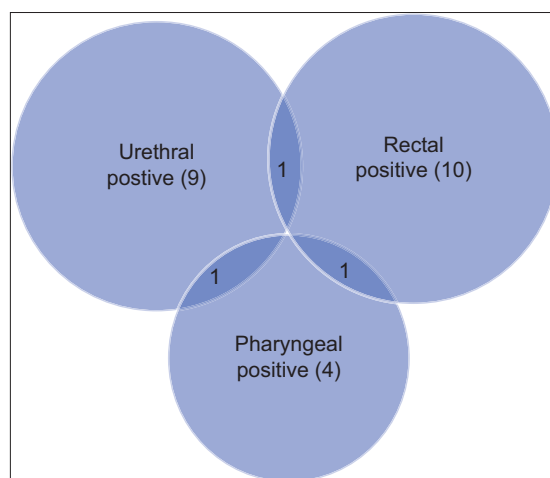 Urethral
postive (9)
1
Rectal
positive (10)
1
1
Pharyngeal
positive (4)